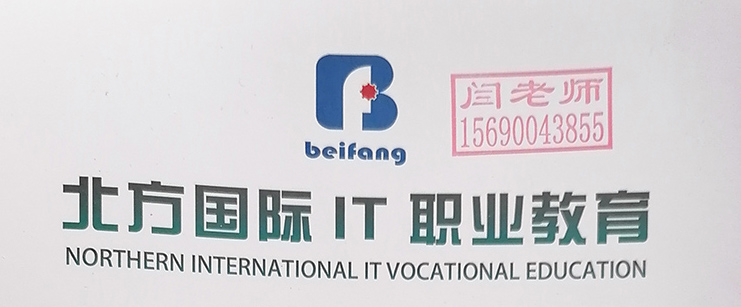 beifang
闫老师
15690043855
北方国际 IT 职业教育
NORTHERN INTERNATIONAL IT VOCATIONAL EDUCATION